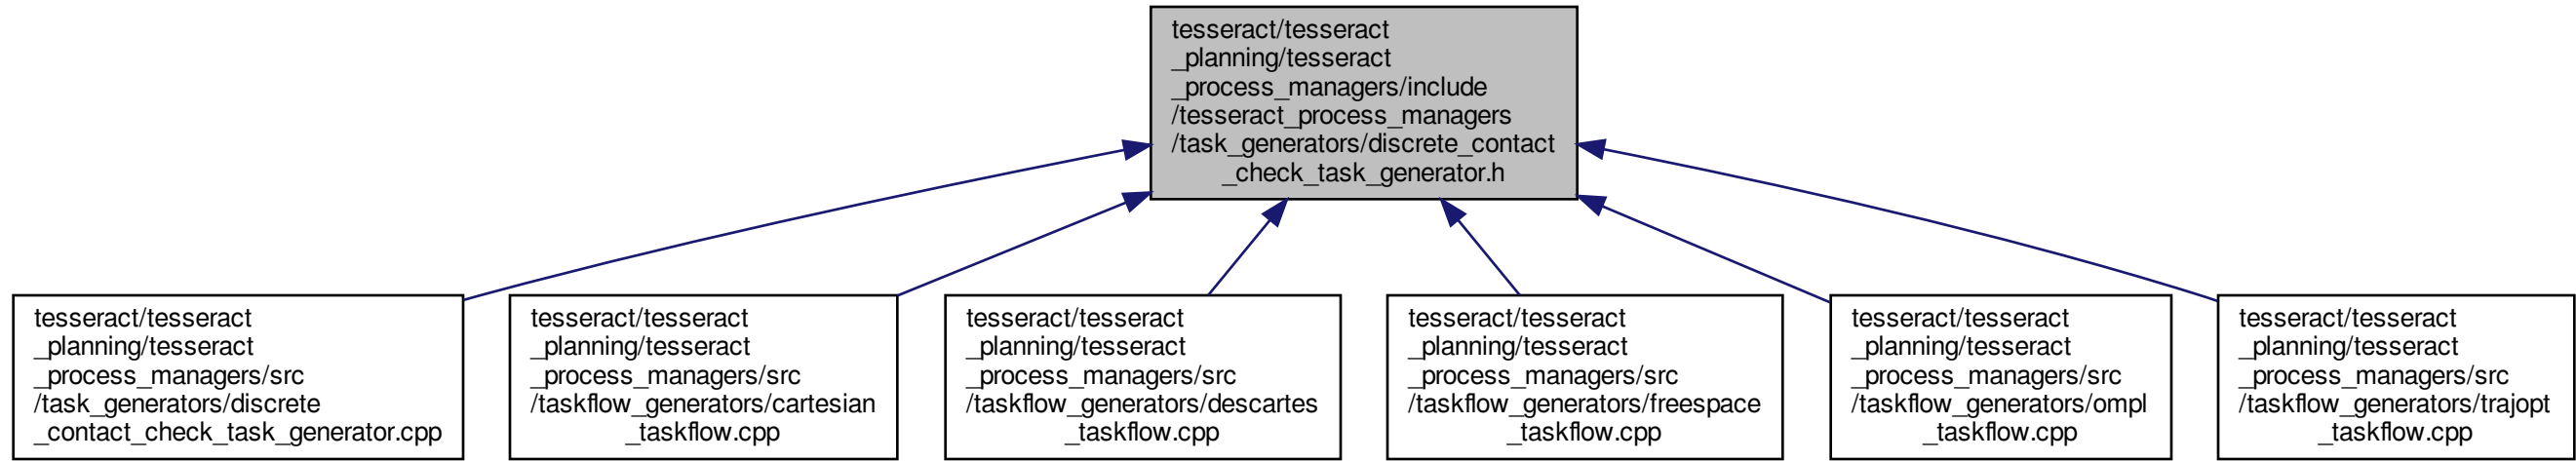 tesseract/tesseract
_planning/tesseract
_process_managers/include
/tesseract_process_managers
/task_generators/discrete_contact
_check_task_generator.h
tesseract/tesseract
_planning/tesseract
_process_managers/src
/task_generators/discrete
_contact_check_task_generator.cpp
tesseract/tesseract
_planning/tesseract
_process_managers/src
/taskflow_generators/cartesian
_taskflow.cpp
tesseract/tesseract
_planning/tesseract
_process_managers/src
/taskflow_generators/descartes
_taskflow.cpp
tesseract/tesseract
_planning/tesseract
_process_managers/src
/taskflow_generators/freespace
_taskflow.cpp
tesseract/tesseract
_planning/tesseract
_process_managers/src
/taskflow_generators/ompl
_taskflow.cpp
tesseract/tesseract
_planning/tesseract
_process_managers/src
/taskflow_generators/trajopt
_taskflow.cpp